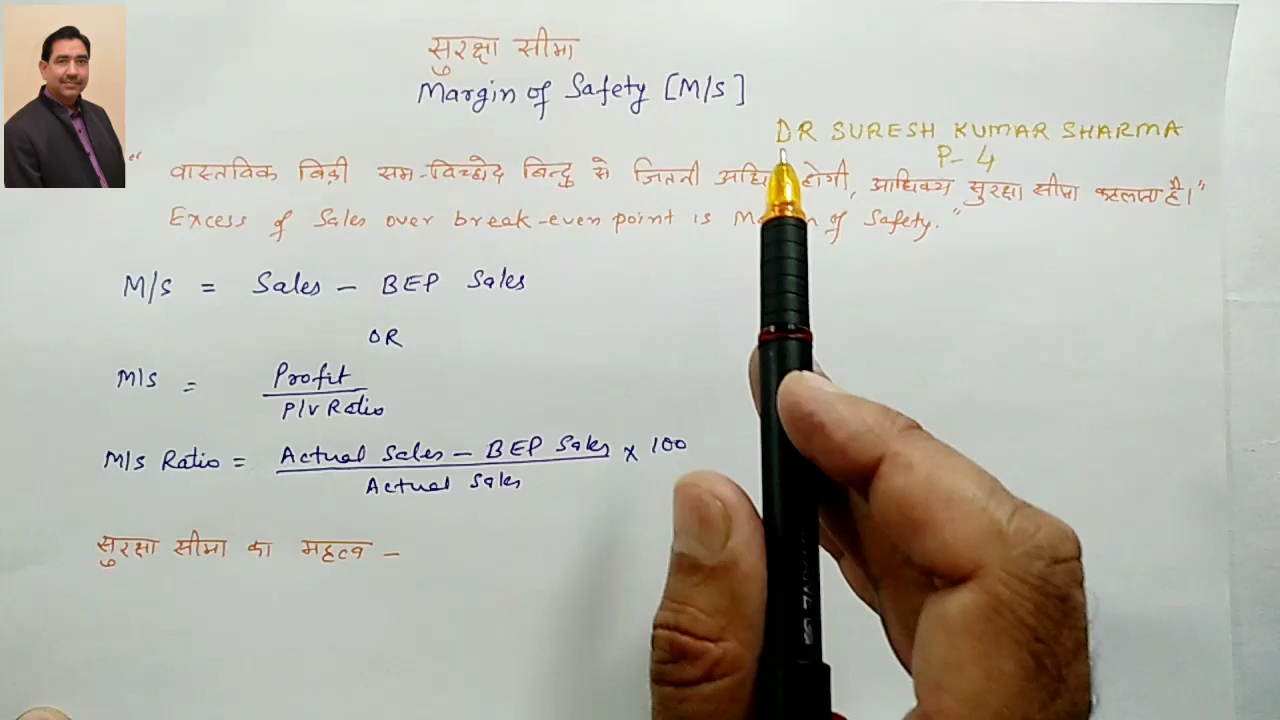 सुरक्षा सीमा
Margin of Safety [M/S]
DR SURESH KUMAR SHARMA
P-4
" वास्तविक बिक्री सम-विच्छेद बिन्दु से जितनी होगी, आधिक्य सुरक्षा सीमा कहलाता है।"
Excess of Sales over break-even point is of Safety."
M/S = Sales - BEP Sales
OR
M/S = Profit / P/V Ratio
M/S Ratio = Actual Sales - BEP Sales / Actual Sales × 100
सुरक्षा सीमा का महत्व -